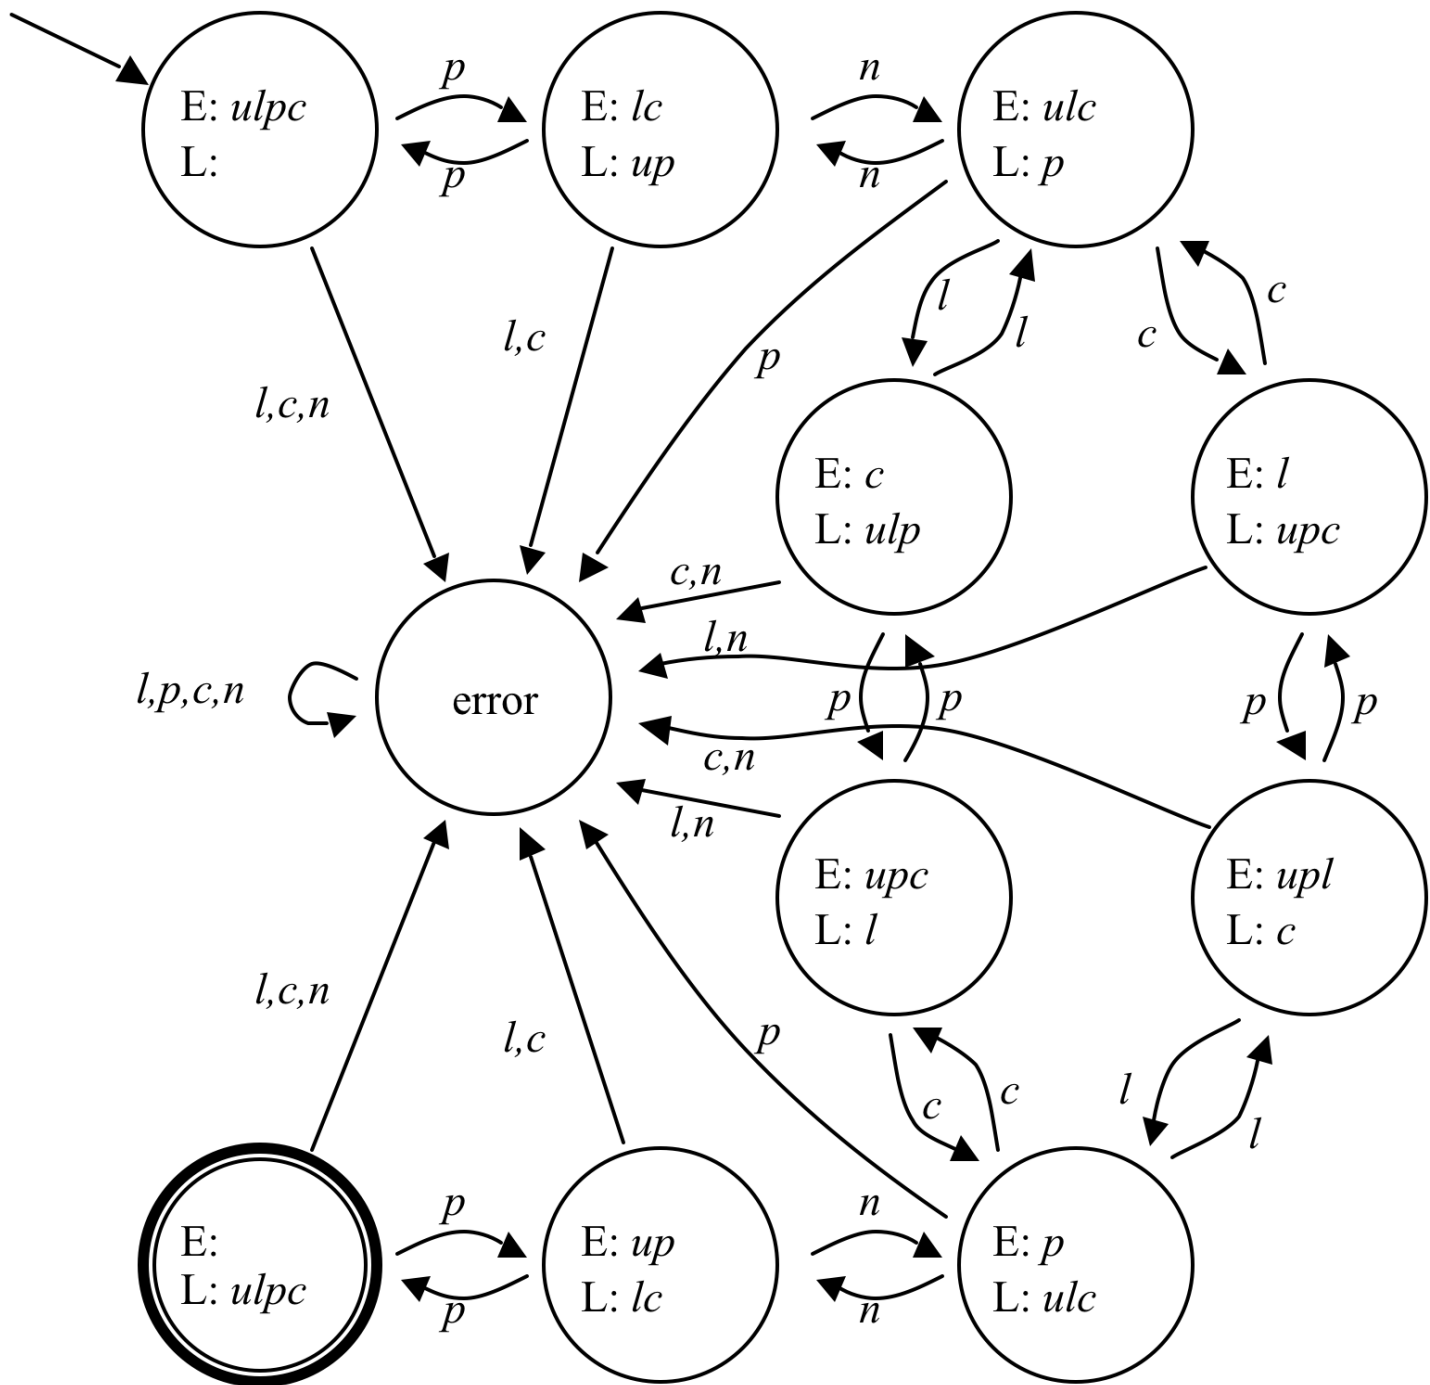 p
n
E: ulpc
L:
E: lc
L: up
E: ulc
L: p
p
n
l
l
c
c
l,c
p
l,c,n
E: c
L: ulp
E: l
L: upc
c,n
l,n
l,p,c,n
error
p
p
p
p
c,n
l,n
E: upc
L: l
E: upl
L: c
l,c,n
l,c
p
c
c
l
l
p
n
E:
L: ulpc
E: up
L: lc
E: p
L: ulc
p
n